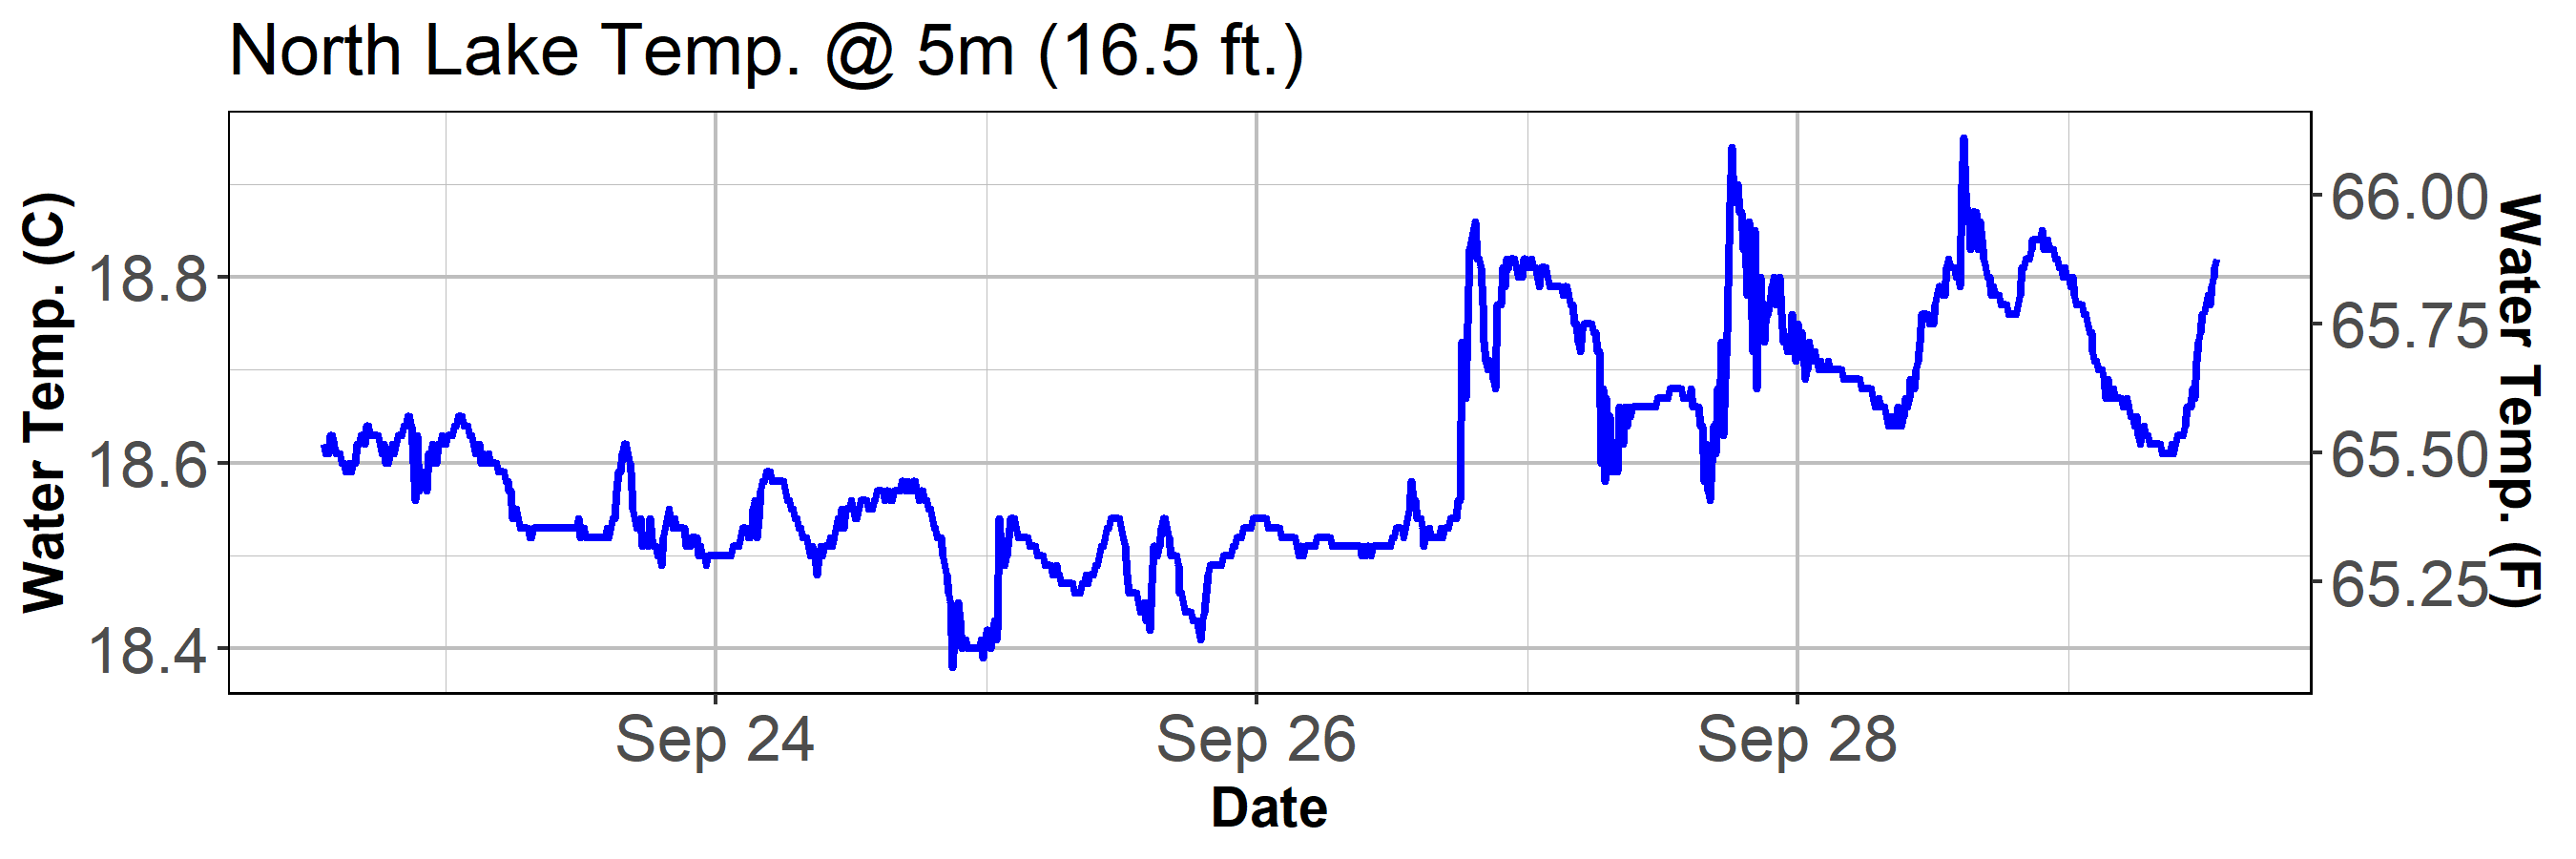 North Lake Temp. @ 5m (16.5 ft.)
Water Temp. (C)
18.8
18.6
18.4
66.00
65.75
65.50
65.25
Water Temp. (F)
Sep 24 Sep 26 Sep 28
Date